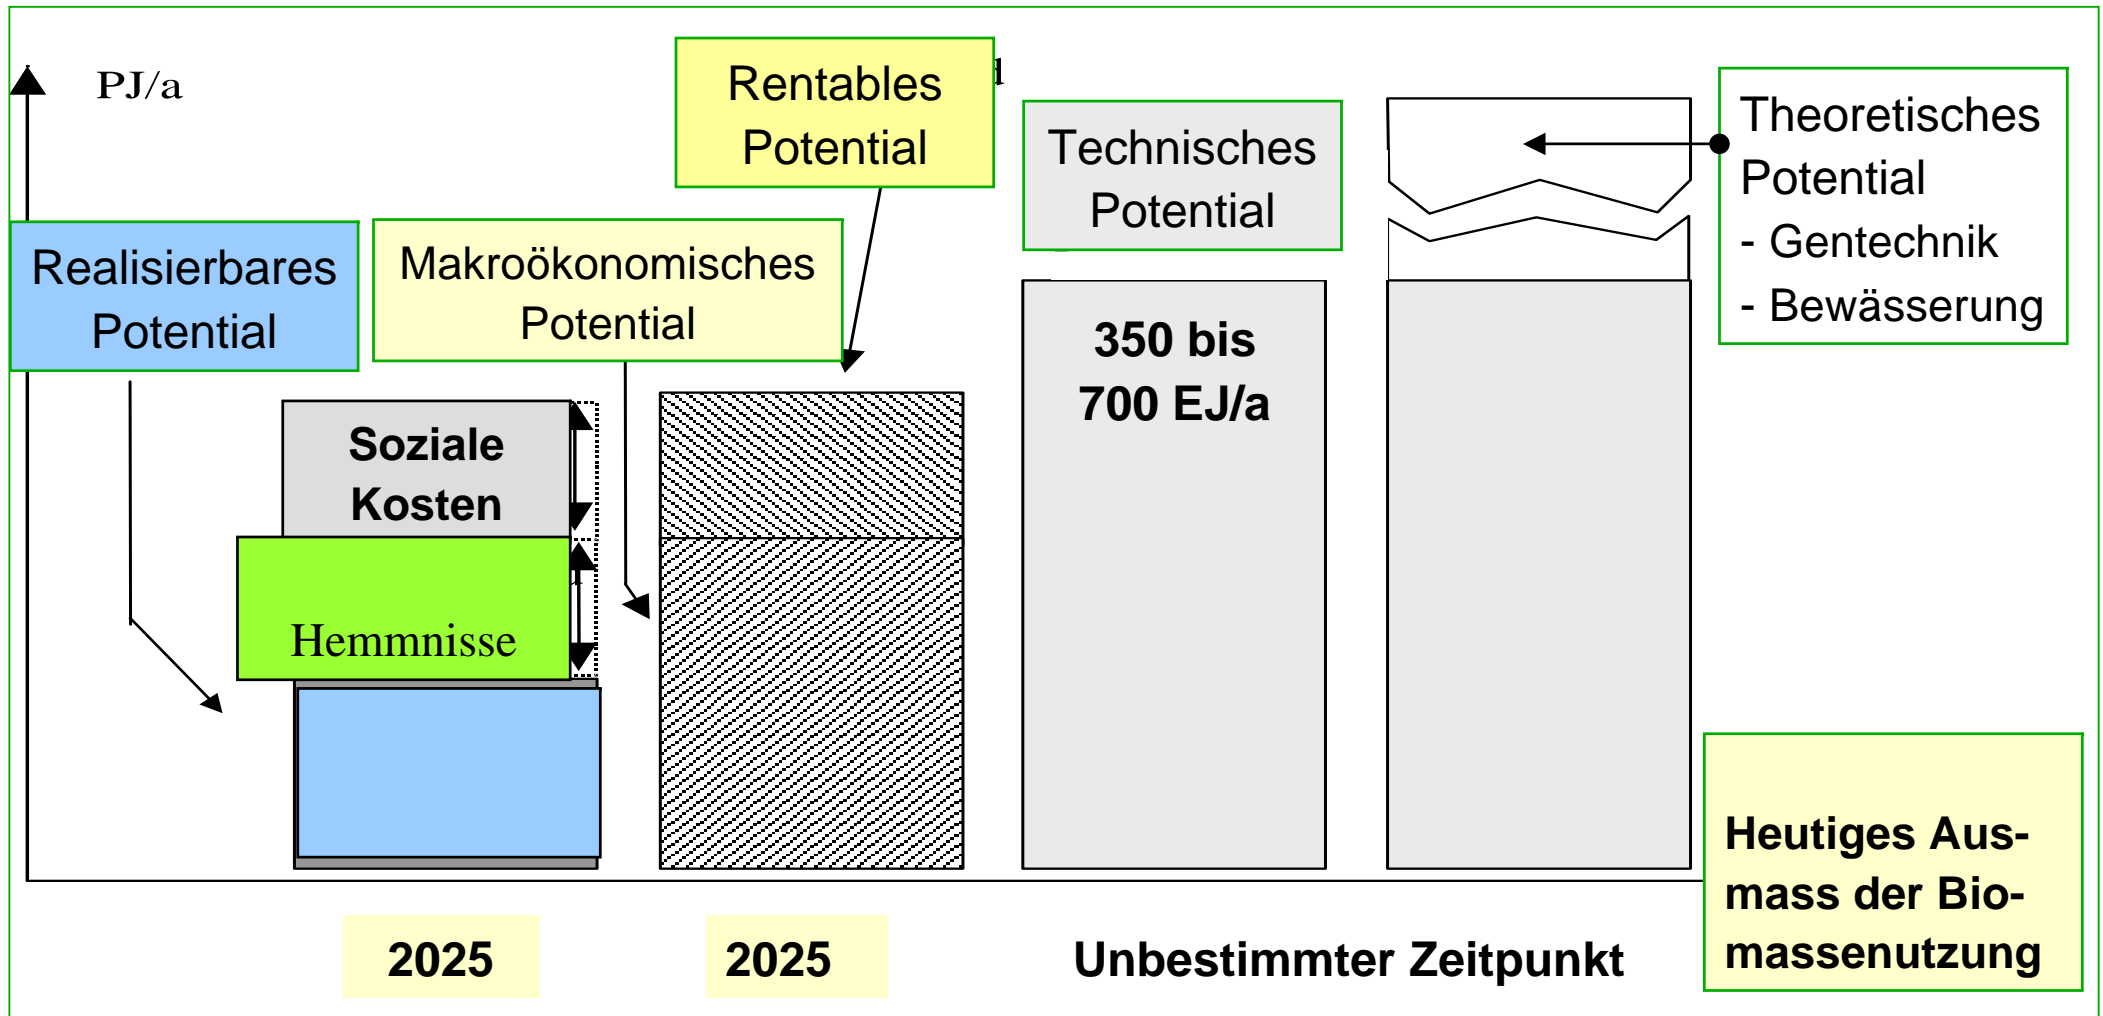 PJ/a
Rentables
Potential
Technisches
Potential
Theoretisches
Potential
- Gentechnik
- Bewässerung
Realisierbares
Potential
Makroökonomisches
Potential
350 bis
700 EJ/a
Soziale
Kosten
Hemmnisse
Heutiges Aus-
mass der Bio-
massenutzung
2025
2025
Unbestimmter Zeitpunkt